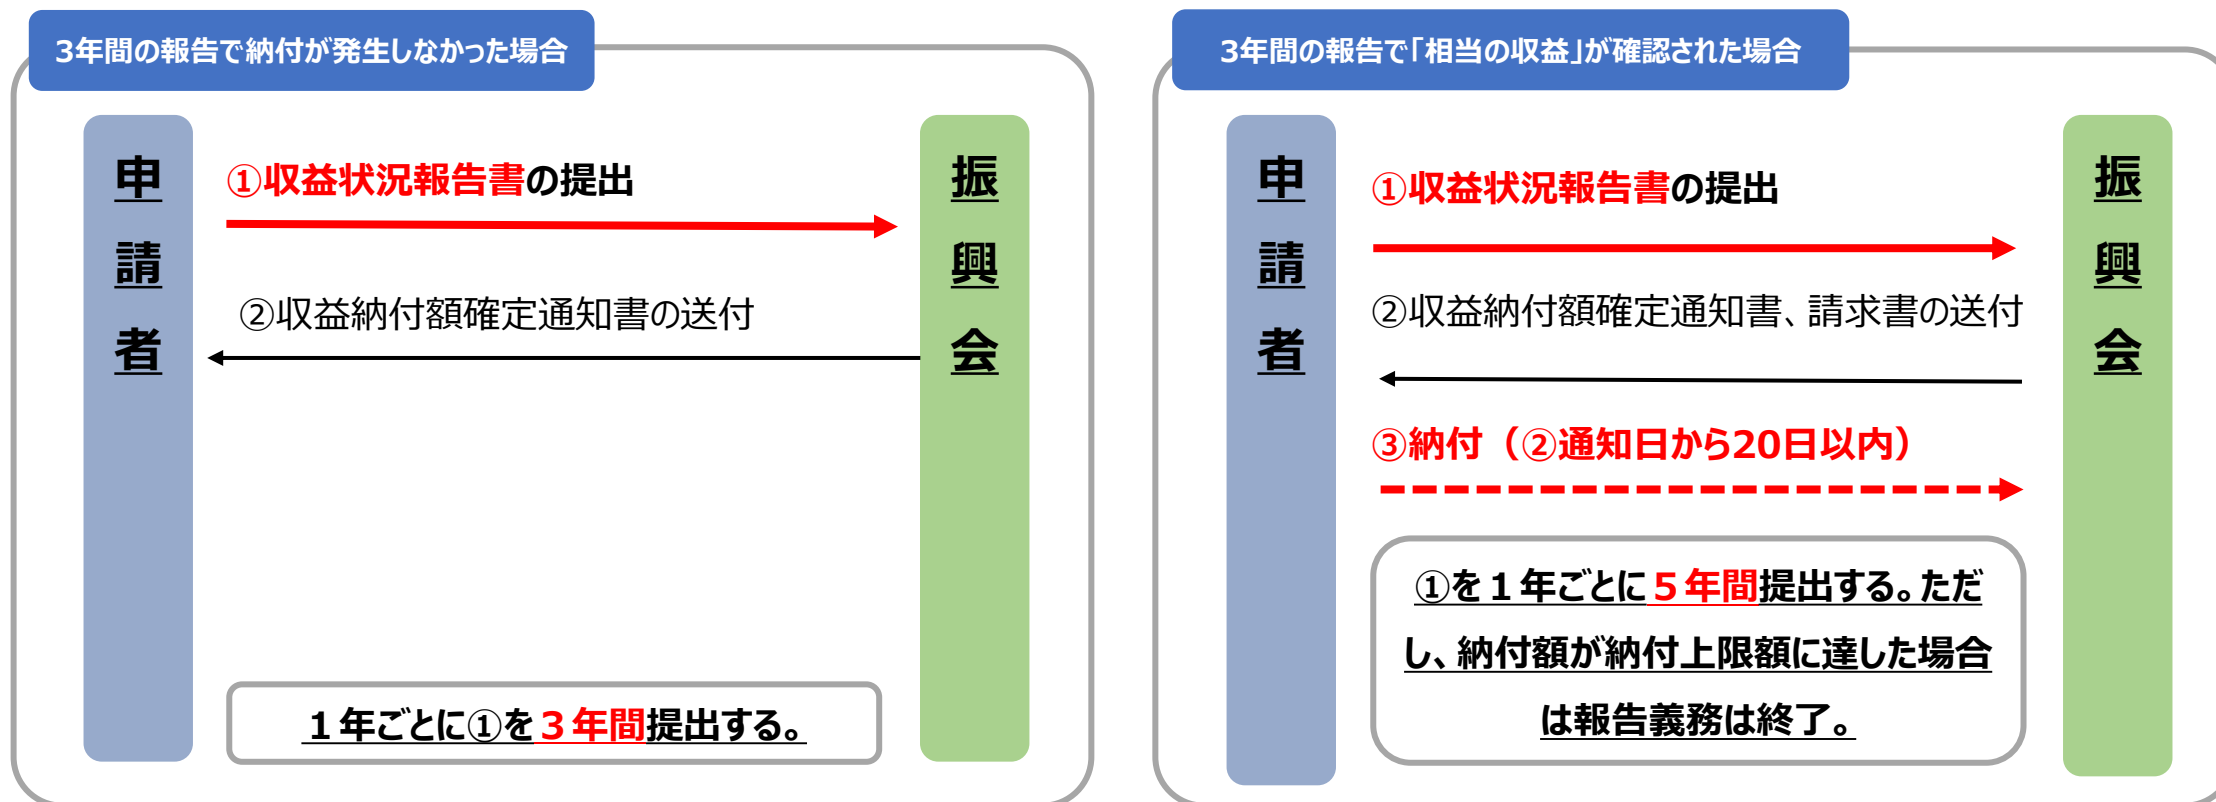 3年間の報告で納付が発生しなかった場合
申請者
①収益状況報告書の提出
②収益納付額確定通知書の送付
振興会
１年ごとに①を３年間提出する。
3年間の報告で「相当の収益」が確認された場合
申請者
①収益状況報告書の提出
②収益納付額確定通知書、請求書の送付
③納付（②通知日から20日以内）
振興会
①を１年ごとに５年間提出する。ただ
し、納付額が納付上限額に達した場合
は報告義務は終了。